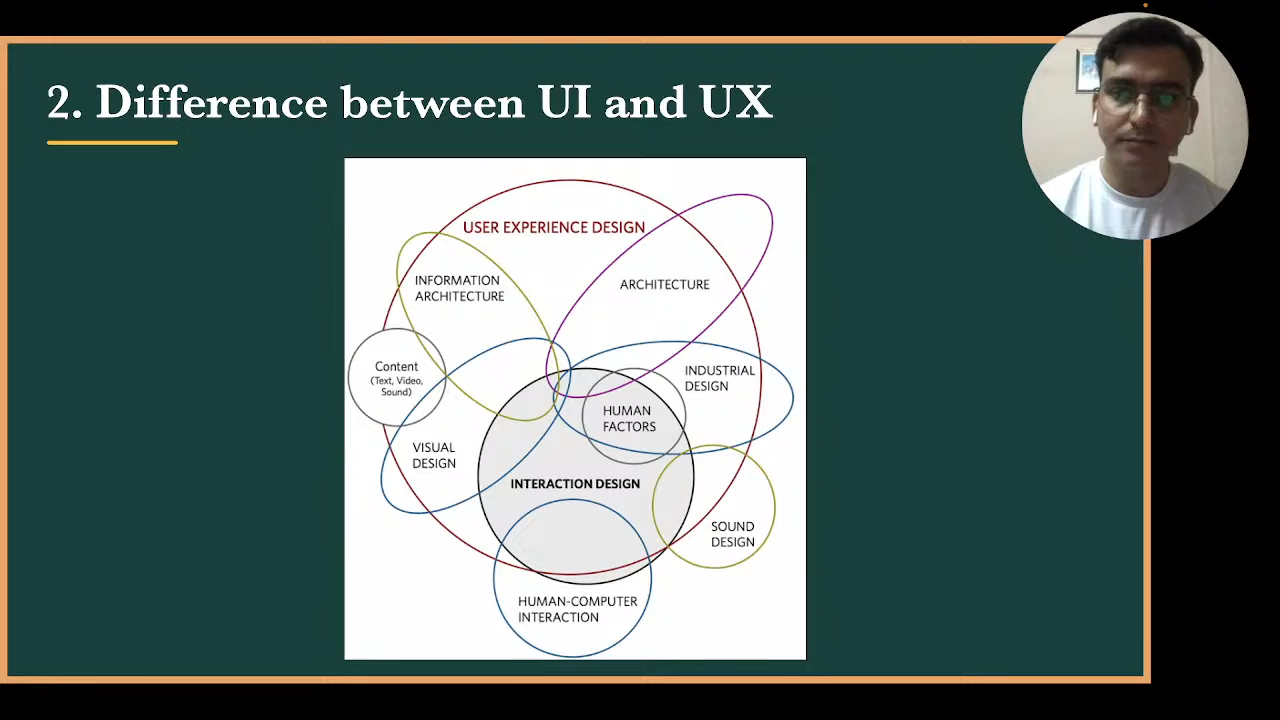 2. Difference between UI and UX
USER EXPERIENCE DESIGN
INFORMATION
ARCHITECTURE
ARCHITECTURE
Content
(Text, Video,
Sound)
INDUSTRIAL
DESIGN
HUMAN
FACTORS
VISUAL
DESIGN
INTERACTION DESIGN
SOUND
DESIGN
HUMAN-COMPUTER
INTERACTION